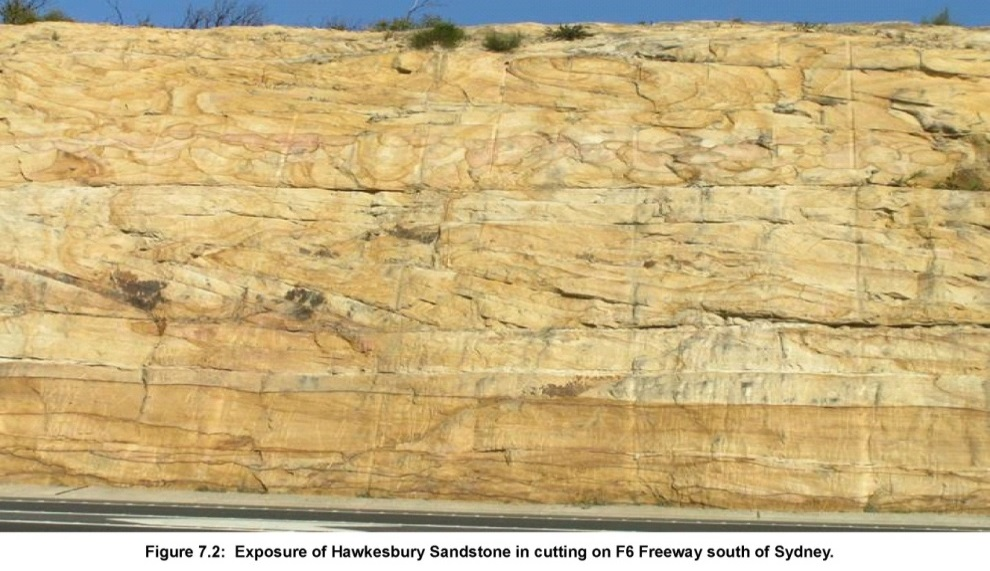 Figure 7.2: Exposure of Hawkesbury Sandstone in cutting on F6 Freeway south of Sydney.